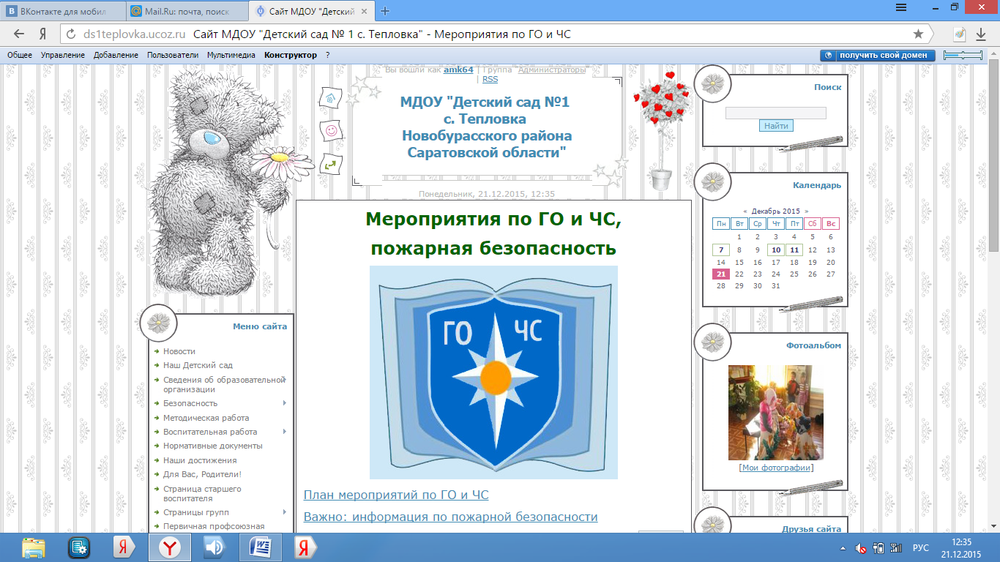 ВКонтакте для мобил
Mail.Ru: почта, поиск
Сайт МДОУ "Детский
ds1teplovka.ucoz.ru Сайт МДОУ "Детский сад № 1 с. Тепловка" - Мероприятия по ГО и ЧС
Общее Управление Добавление Пользователи Мультимедиа Конструктор ?
получить свой домен
Вы вошли как amk64 | Группа "Администраторы"
| RSS
МДОУ "Детский сад №1
с. Тепловка
Новобурасского района
Саратовской области"
Понедельник, 21.12.2015, 12:35
Меню сайта
Новости
Наш Детский сад
Сведения об образовательной
организации
Безопасность
Методическая работа
Воспитательная работа
Нормативные документы
Наши достижения
Для Вас, Родители!
Страница старшего
воспитателя
Страницы групп
Первичная профсоюзная
Мероприятия по ГО и ЧС,
пожарная безопасность
ГО ЧС
План мероприятий по ГО и ЧС
Важно: информация по пожарной безопасности
Поиск
Найти
Календарь
« Декабрь 2015 »
Пн Вт Ср Чт Пт Сб Вс
1 2 3 4 5 6
7 8 9 10 11 12 13
14 15 16 17 18 19 20
21 22 23 24 25 26 27
28 29 30 31
Фотоальбом
[Мои фотографии]
Друзья сайта
РУС
12:35
21.12.2015